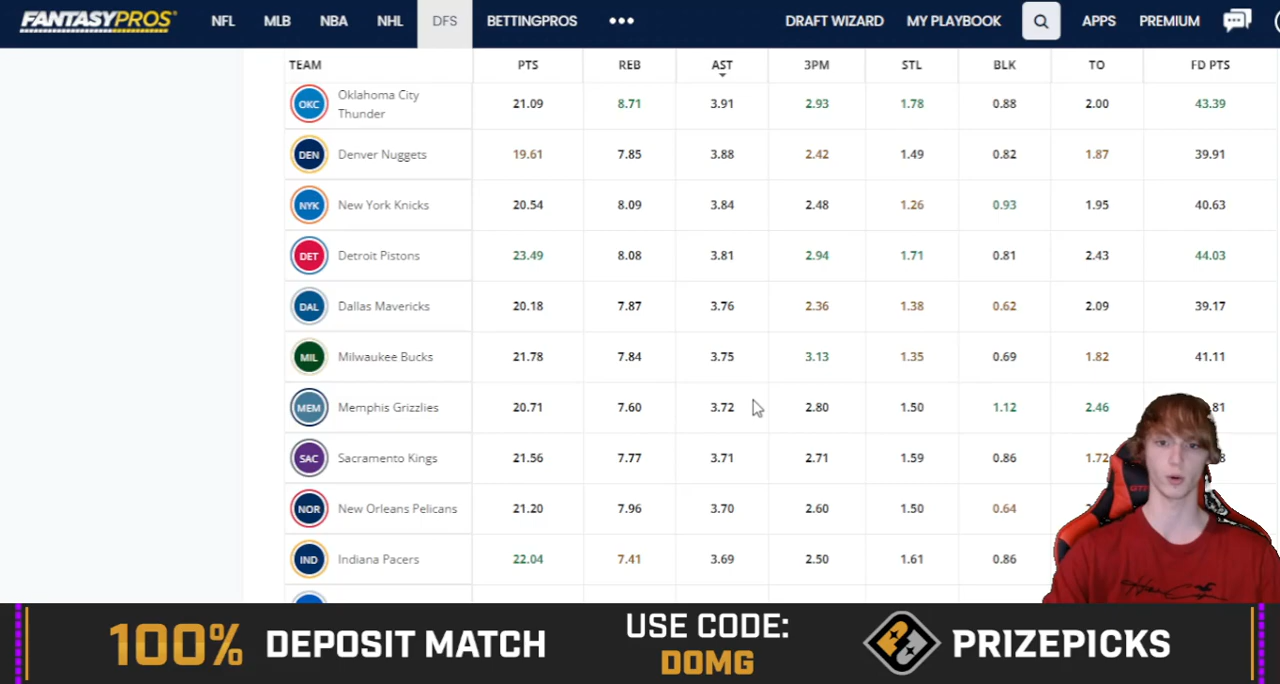 FANTASYPROS NFL MLB NBA NHL DFS BETTINGPROS ••• DRAFT WIZARD MY PLAYBOOK APPS PREMIUM
TEAM PTS REB AST 3PM STL BLK TO FD PTS
OKC Oklahoma City Thunder 21.09 8.71 3.91 2.93 1.78 0.88 2.00 43.39
DEN Denver Nuggets 19.61 7.85 3.88 2.42 1.49 0.82 1.87 39.91
NYK New York Knicks 20.54 8.09 3.84 2.48 1.26 0.93 1.95 40.63
DET Detroit Pistons 23.49 8.08 3.81 2.94 1.71 0.81 2.43 44.03
DAL Dallas Mavericks 20.18 7.87 3.76 2.36 1.38 0.62 2.09 39.17
MIL Milwaukee Bucks 21.78 7.84 3.75 3.13 1.35 0.69 1.82 41.11
MEM Memphis Grizzlies 20.71 7.60 3.72 2.80 1.50 1.12 2.46 .81
SAC Sacramento Kings 21.56 7.77 3.71 2.71 1.59 0.86 1.72
NOR New Orleans Pelicans 21.20 7.96 3.70 2.60 1.50 0.64
IND Indiana Pacers 22.04 7.41 3.69 2.50 1.61 0.86
100% DEPOSIT MATCH USE CODE: DOMG PRIZEPICKS